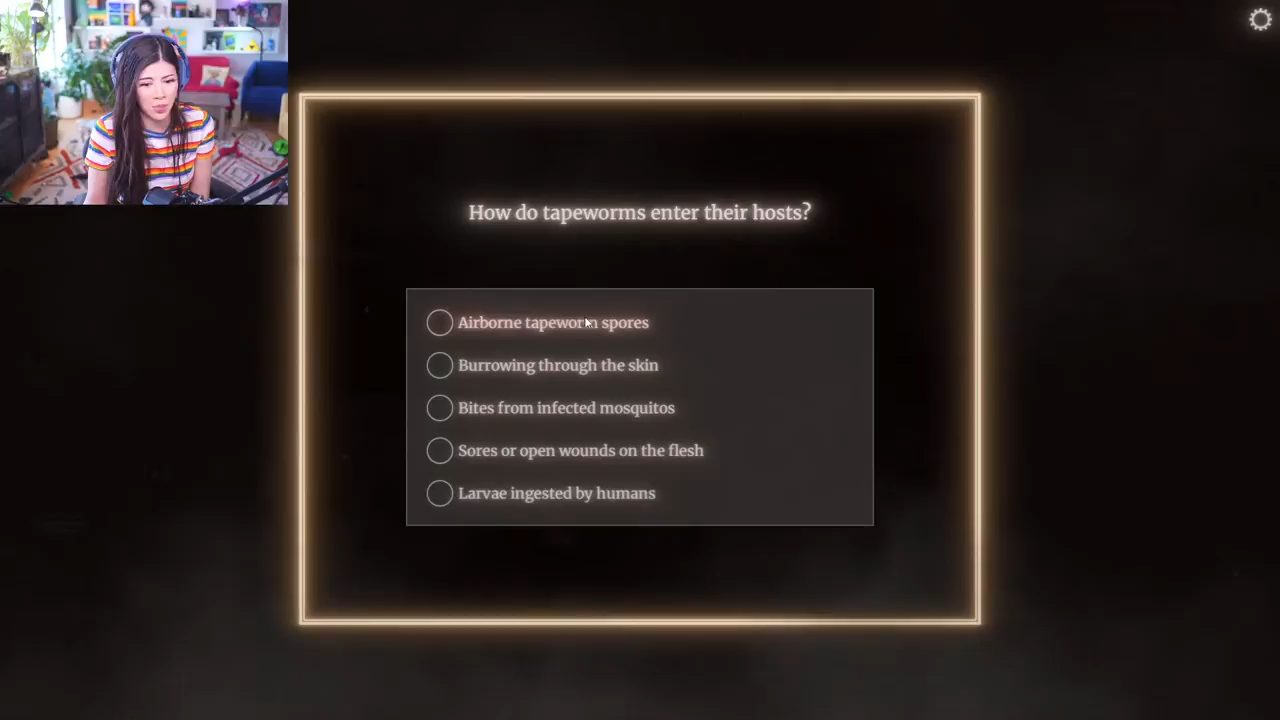 How do tapeworms enter their hosts?
Airborne tapeworm spores
Burrowing through the skin
Bites from infected mosquitos
Sores or open wounds on the flesh
Larvae ingested by humans